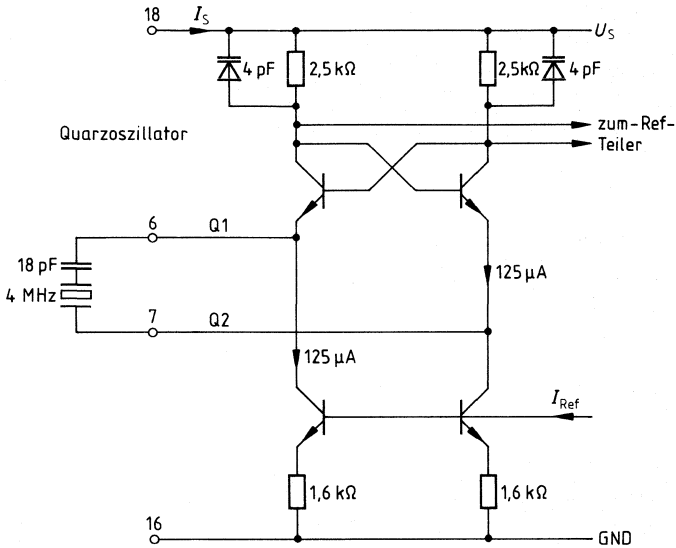 18
I_S
U_S
4 pF
2,5 kΩ
2,5 kΩ
4 pF
zum-Ref-
Teiler
Quarzoszillator
6
Q1
18 pF
4 MHz
125 µA
7
Q2
125 µA
I_Ref
1,6 kΩ
1,6 kΩ
16
GND